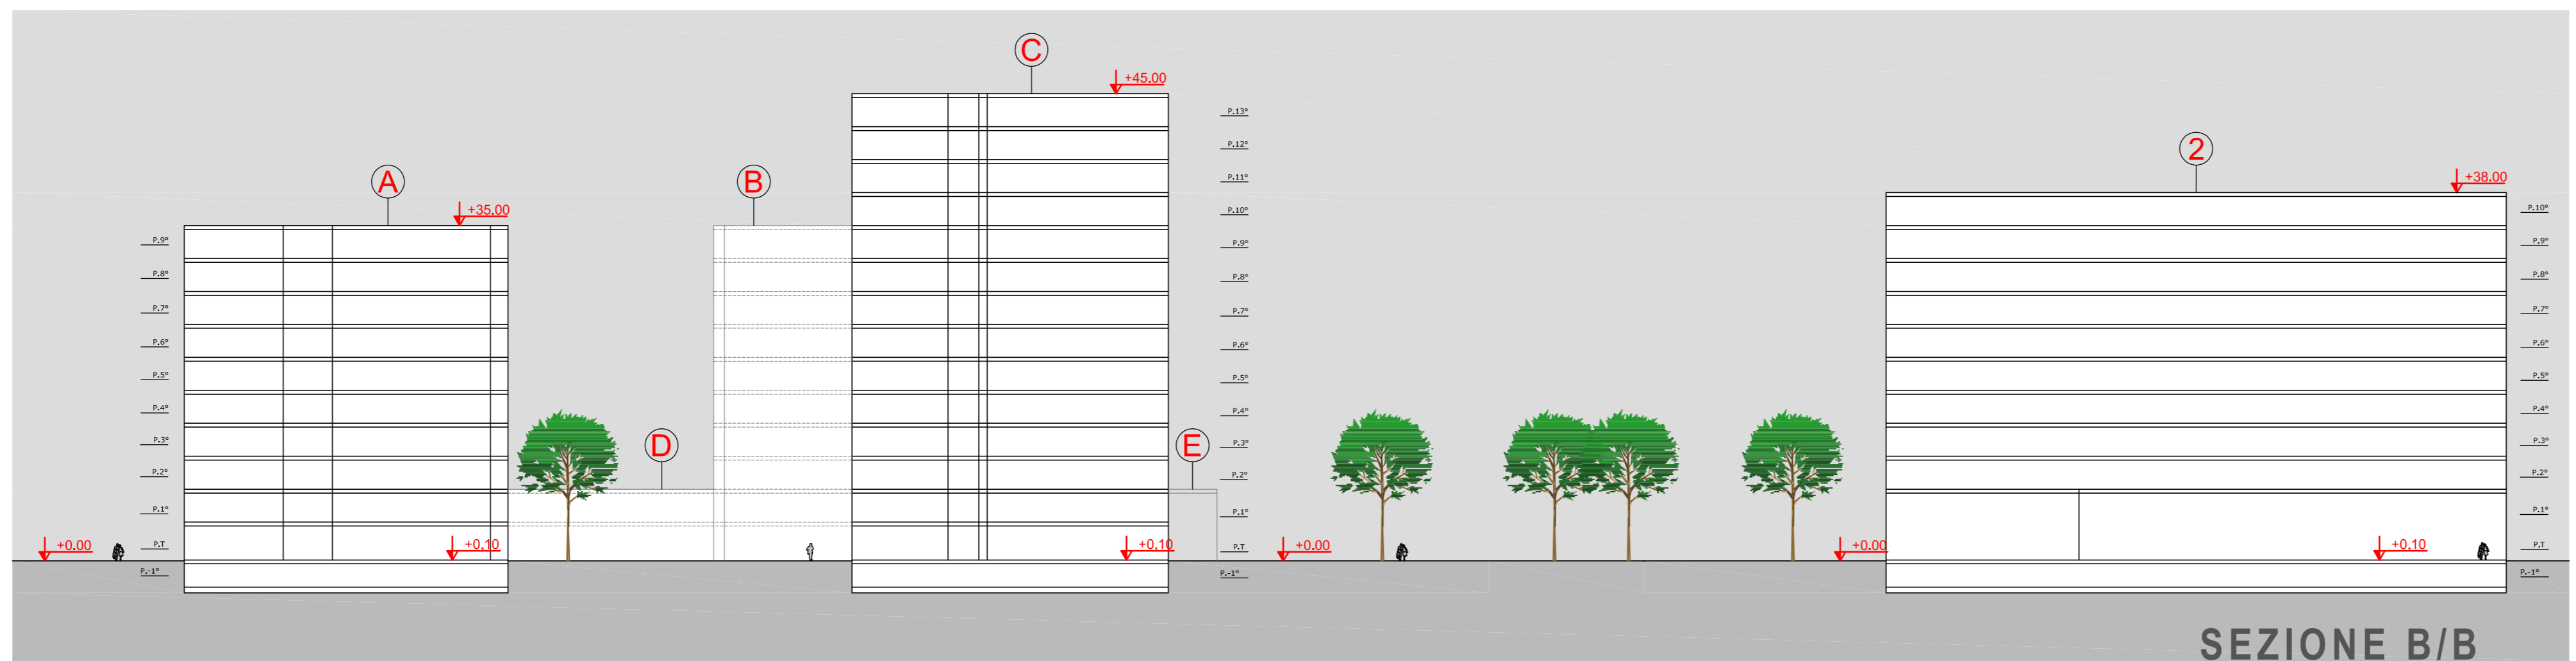 C
+45.00
P.13°
P.12°
2
A
B
P.11°
+38.00
+35.00
P.10°
P.10°
P.9°
P.9°
P.9°
P.8°
P.8°
P.8°
P.7°
P.7°
P.7°
P.6°
P.6°
P.6°
P.5°
P.5°
P.5°
P.4°
P.4°
P.4°
D
E
P.3°
P.3°
P.3°
P.2°
P.2°
P.2°
P.1°
P.1°
P.1°
+0.00
P.T
+0.10
+0.10
P.T
+0.00
+0.00
+0.10
P.T
P.-1°
P.-1°
P.-1°
SEZIONE B/B